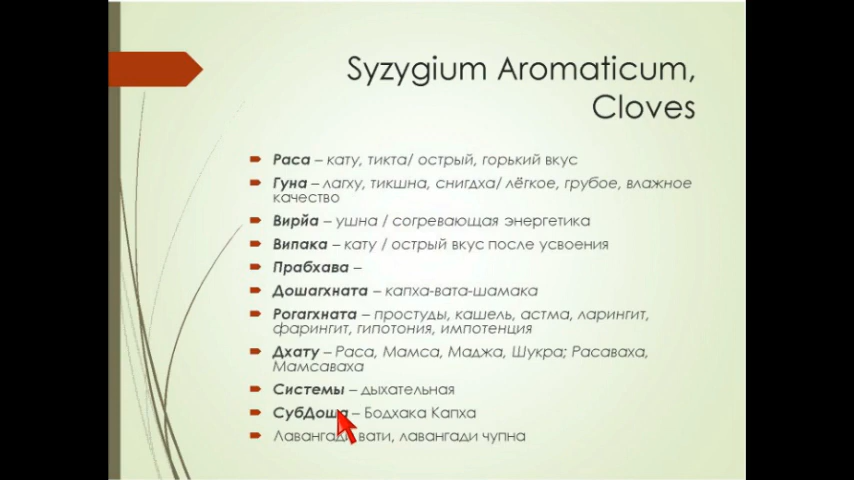 Syzygium Aromaticum,
Cloves
Раса – кату, тикта/ острый, горький вкус
Гуна – лагху, тикшна, снигдха/ лёгкое, грубое, влажное
качество
Вирйа – ушна / согревающая энергетика
Випака – кату / острый вкус после усвоения
Прабхава –
Дошагхната – капха-вата-шамака
Рогагхната – простуды, кашель, астма, ларингит,
фарингит, гипотония, импотенция
Дхату – Раса, Мамса, Маджа, Шукра; Расаваха,
Мамсаваха
Системы – дыхательная
СубДоша – Бодхака Капха
Лавангади вати, лавангади чупна